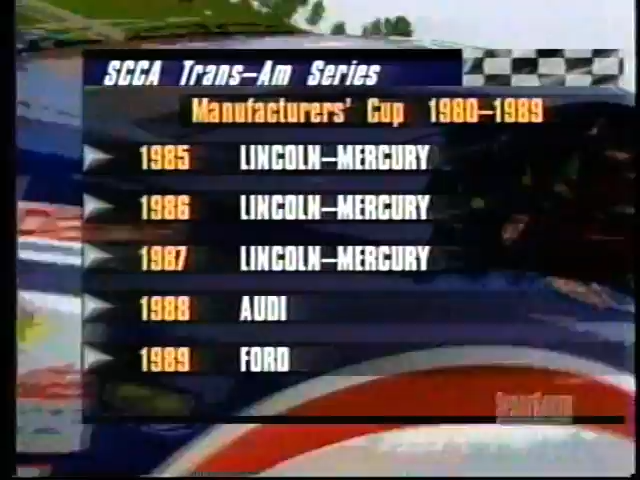 SCCA Trans-Am Series
Manufacturers' Cup 1980-1989
1985 LINCOLN-MERCURY
1986 LINCOLN-MERCURY
1987 LINCOLN-MERCURY
1988 AUDI
1989 FORD